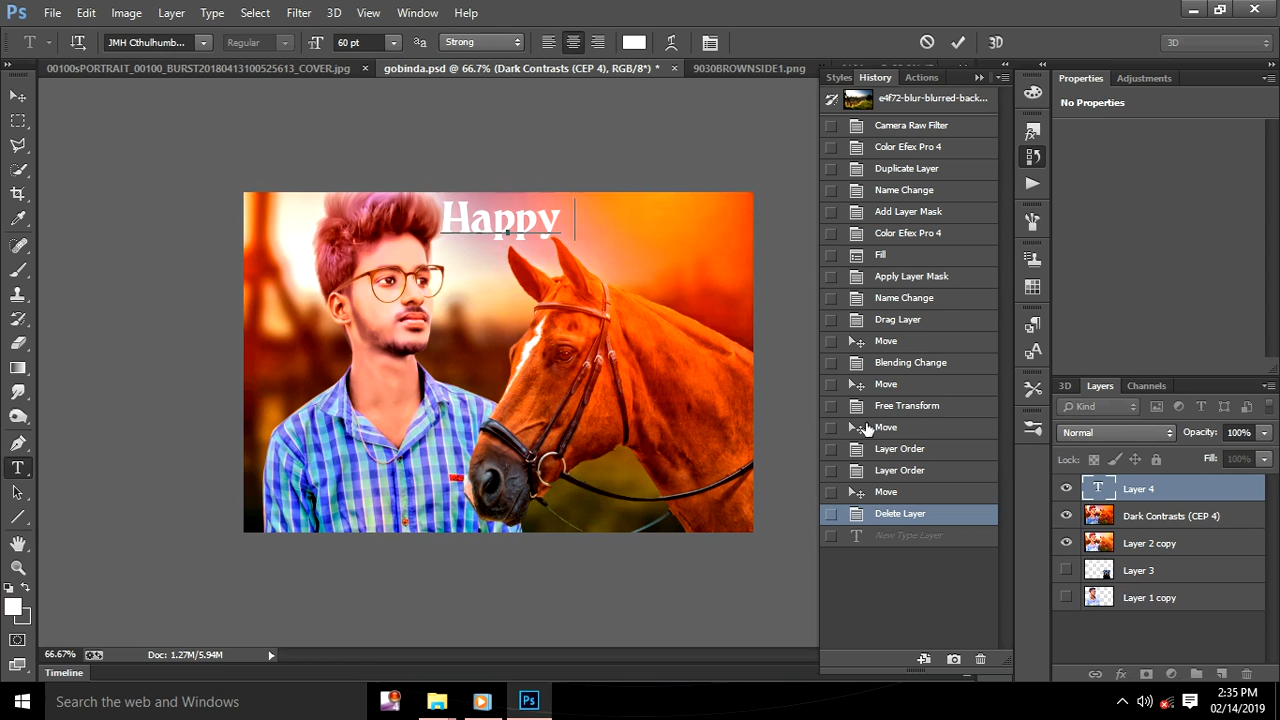 Ps File Edit Image Layer Type Select Filter 3D View Window Help
T JMH Cthulhumb... Regular 60 pt Strong 3D 3D
00100sPORTRAIT_00100_BURST20180413100525613_COVER.jpg × gobinda.psd @ 66.7% (Dark Contrasts (CEP 4), RGB/8*) * × 9030BROWNSIDE1.png
Styles History Actions
e4f72-blur-blurred-back...
Camera Raw Filter
Color Efex Pro 4
Duplicate Layer
Name Change
Add Layer Mask
Color Efex Pro 4
Fill
Apply Layer Mask
Name Change
Drag Layer
Move
Blending Change
Move
Free Transform
Move
Layer Order
Layer Order
Move
Delete Layer
New Type Layer
Happy
Properties Adjustments
No Properties
3D Layers Channels
Kind
Normal Opacity: 100%
Lock: Fill: 100%
T Layer 4
Dark Contrasts (CEP 4)
Layer 2 copy
Layer 3
Layer 1 copy
66.67% Doc: 1.27M/5.94M
Timeline
Search the web and Windows
Ps
2:35 PM
02/14/2019